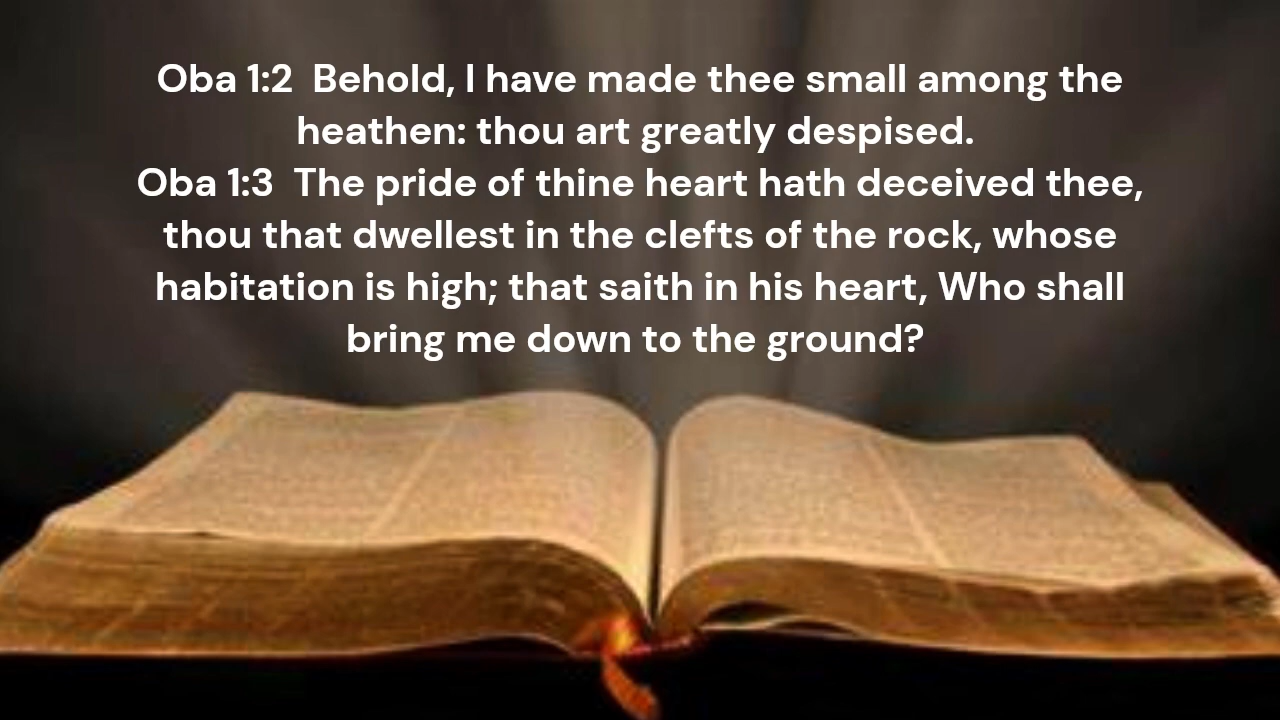 Oba 1:2  Behold, I have made thee small among the
heathen: thou art greatly despised.
Oba 1:3  The pride of thine heart hath deceived thee,
thou that dwellest in the clefts of the rock, whose
habitation is high; that saith in his heart, Who shall
bring me down to the ground?